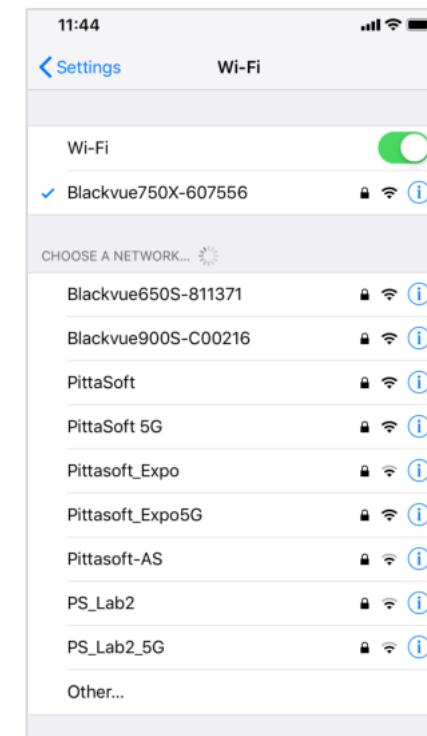 11:44
Settings Wi-Fi
Wi-Fi
Blackvue750X-607556
CHOOSE A NETWORK...
Blackvue650S-811371
Blackvue900S-C00216
PittaSoft
PittaSoft 5G
Pittasoft_Expo
Pittasoft_Expo5G
Pittasoft-AS
PS_Lab2
PS_Lab2_5G
Other...